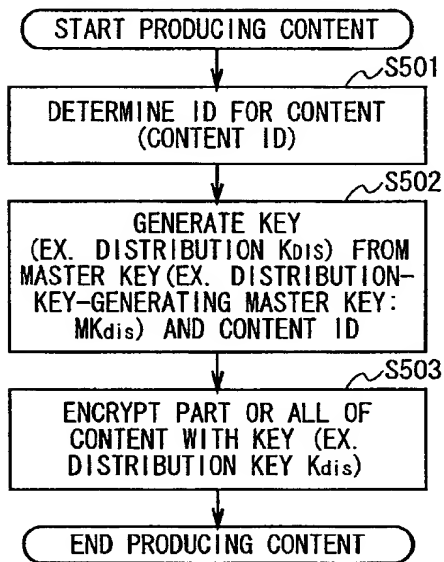 START PRODUCING CONTENT
S501
DETERMINE ID FOR CONTENT
(CONTENT ID)
S502
GENERATE KEY
(EX. DISTRIBUTION KDIS) FROM
MASTER KEY(EX. DISTRIBUTION-
KEY-GENERATING MASTER KEY:
MKdis) AND CONTENT ID
S503
ENCRYPT PART OR ALL OF
CONTENT WITH KEY (EX.
DISTRIBUTION KEY Kdis)
END PRODUCING CONTENT